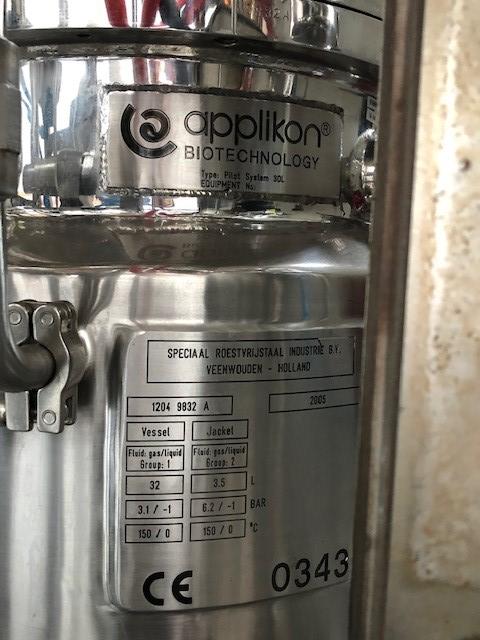 applikon®
BIOTECHNOLOGY
Type: Pilot System 30L
EQUIPMENT No:
SPECIAAL ROESTVRIJSTAAL INDUSTRIE B.V.
VEENWOUDEN - HOLLAND
1204 9832 A 2005
Vessel Jacket
Fluid: gas/liquid Fluid: gas/liquid
Group: 1 Group: 2
32 3.5 L
3.1 / -1 6.2 / -1 BAR
150 / 0 150 / 0 °C
CE 0343